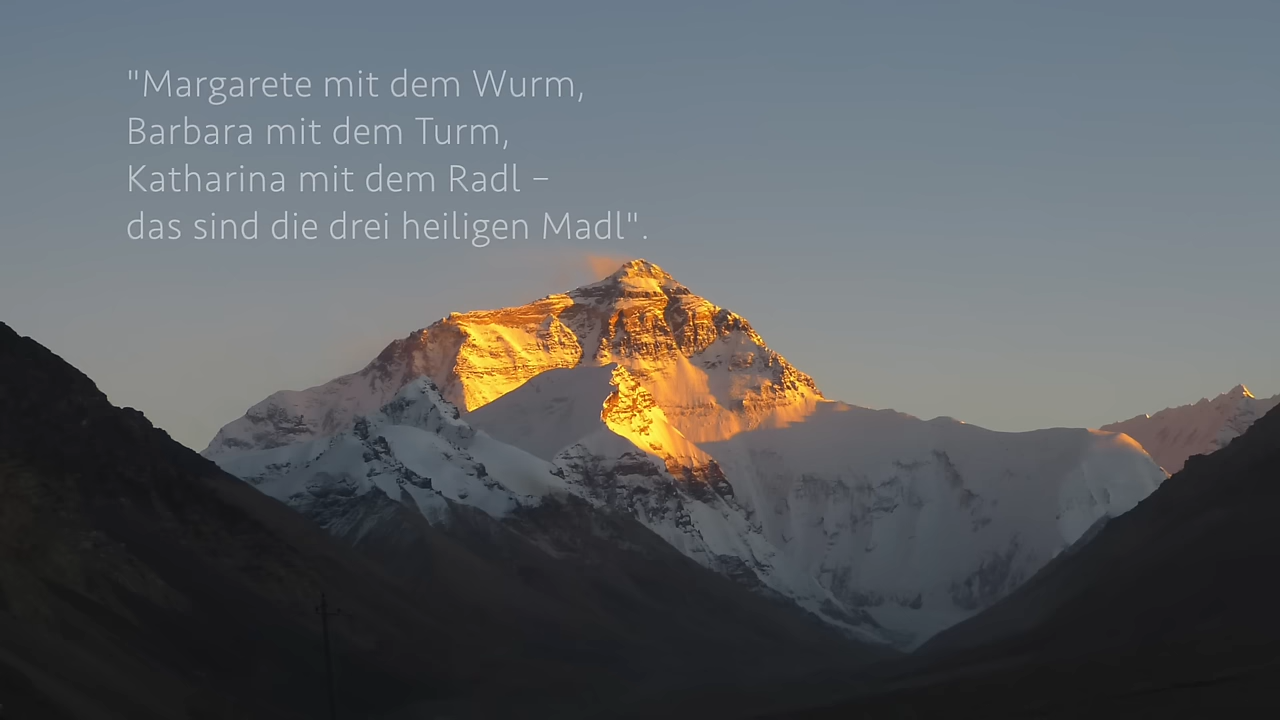 "Margarete mit dem Wurm,
Barbara mit dem Turm,
Katharina mit dem Radl –
das sind die drei heiligen Madl".